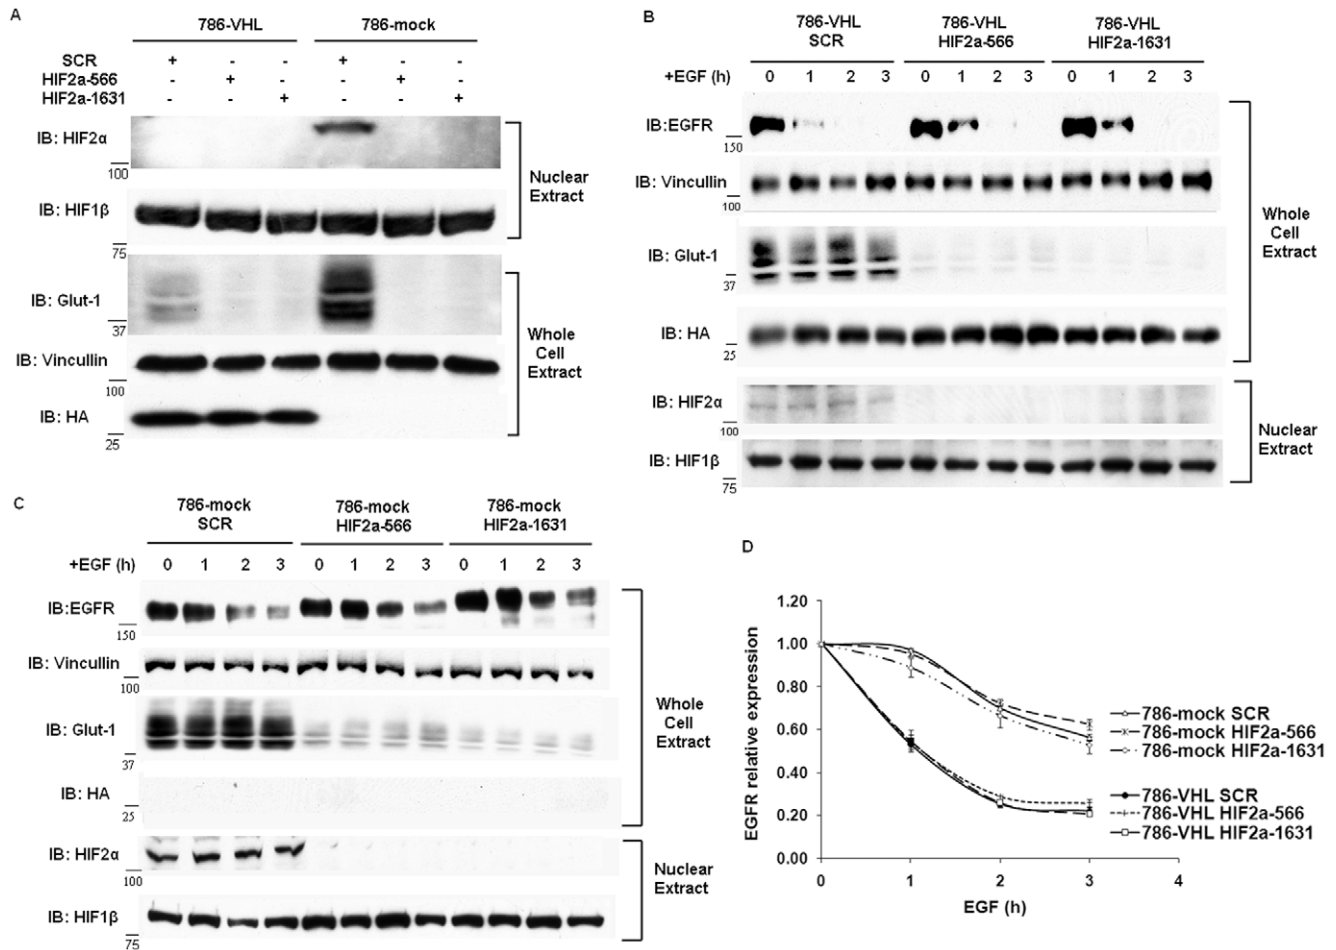 A
786-VHL 786-mock
SCR + - - + - -
HIF2a-566 - + - - + -
HIF2a-1631 - - + - - +
IB: HIF2α
100
IB: HIF1β
75
Nuclear
Extract
IB: Glut-1
37
IB: Vincullin
100
IB: HA
25
Whole
Cell
Extract
B
786-VHL
SCR
786-VHL
HIF2a-566
786-VHL
HIF2a-1631
+EGF (h) 0 1 2 3 0 1 2 3 0 1 2 3
IB:EGFR
150
IB: Vincullin
100
IB: Glut-1
37
IB: HA
25
Whole
Cell
Extract
IB: HIF2α
100
IB: HIF1β
75
Nuclear
Extract
C
786-mock
SCR
786-mock
HIF2a-566
786-mock
HIF2a-1631
+EGF (h) 0 1 2 3 0 1 2 3 0 1 2 3
IB:EGFR
150
IB: Vincullin
100
IB: Glut-1
37
IB: HA
25
Whole
Cell
Extract
IB: HIF2α
100
IB: HIF1β
75
Nuclear
Extract
D
EGFR relative expression
1.20
1.00
0.80
0.60
0.40
0.20
0.00
0 1 2 3 4
EGF (h)
786-mock SCR
786-mock HIF2a-566
786-mock HIF2a-1631
786-VHL SCR
786-VHL HIF2a-566
786-VHL HIF2a-1631